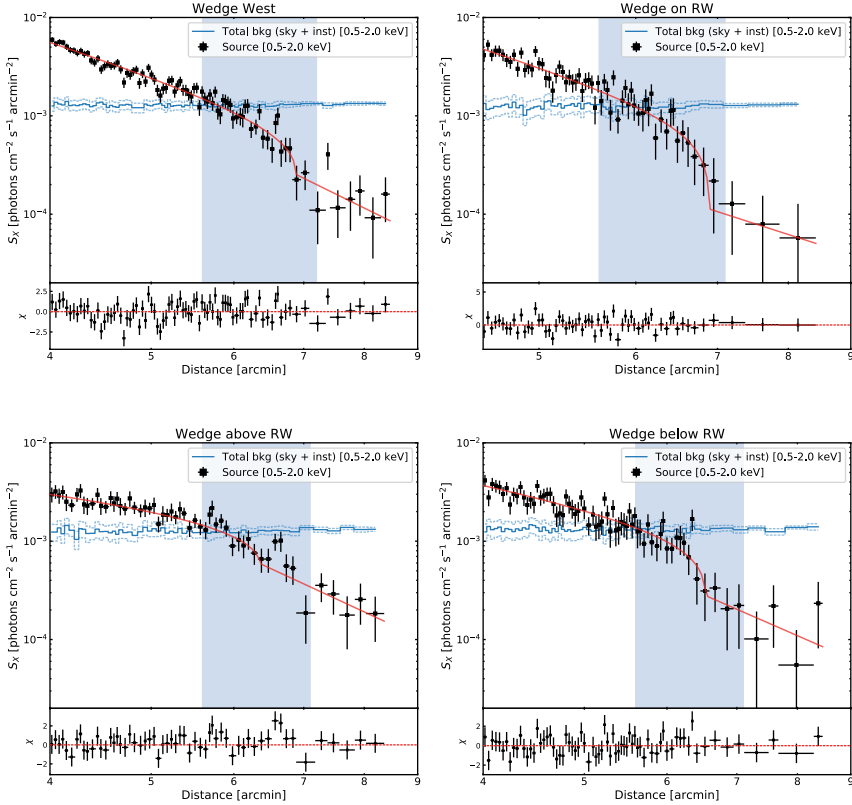 Wedge West
10⁻²
10⁻³
10⁻⁴
S_X [photons cm⁻² s⁻¹ arcmin⁻²]
Total bkg (sky + inst) [0.5-2.0 keV]
Source [0.5-2.0 keV]
2.5
0.0
−2.5
χ
4 5 6 7 8 9
Distance [arcmin]
Wedge on RW
10⁻²
10⁻³
10⁻⁴
S_X [photons cm⁻² s⁻¹ arcmin⁻²]
Total bkg (sky + inst) [0.5-2.0 keV]
Source [0.5-2.0 keV]
5
0
χ
5 6 7 8 9
Distance [arcmin]
Wedge above RW
10⁻²
10⁻³
10⁻⁴
S_X [photons cm⁻² s⁻¹ arcmin⁻²]
Total bkg (sky + inst) [0.5-2.0 keV]
Source [0.5-2.0 keV]
2
0
−2
χ
4 5 6 7 8 9
Distance [arcmin]
Wedge below RW
10⁻²
10⁻³
10⁻⁴
S_X [photons cm⁻² s⁻¹ arcmin⁻²]
Total bkg (sky + inst) [0.5-2.0 keV]
Source [0.5-2.0 keV]
2
0
−2
χ
4 5 6 7 8 9
Distance [arcmin]